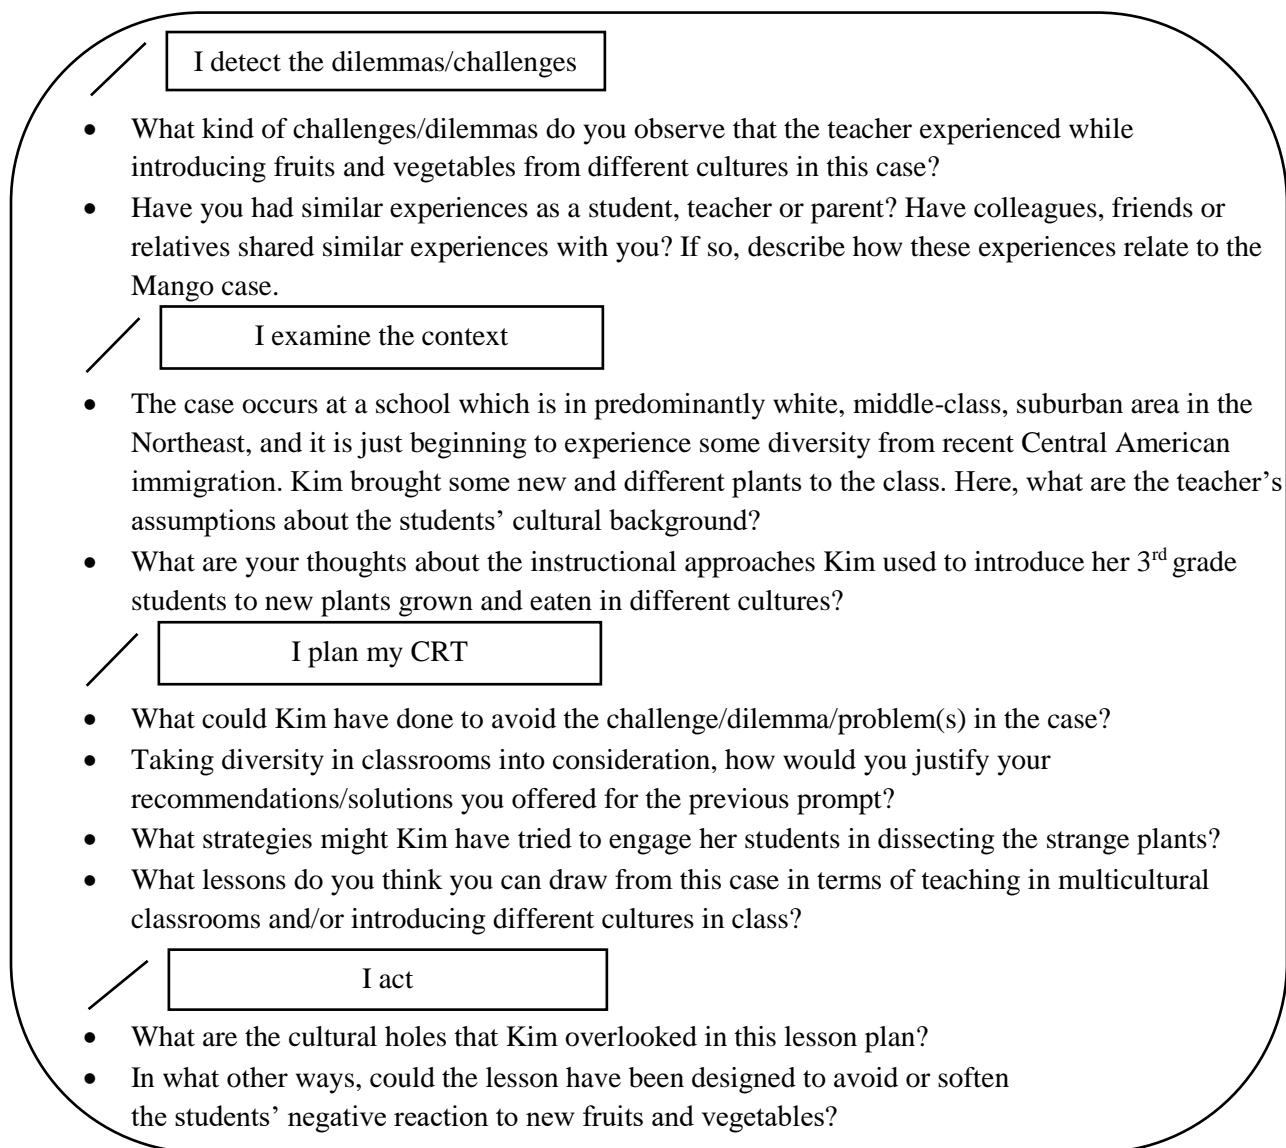 I detect the dilemmas/challenges
• What kind of challenges/dilemmas do you observe that the teacher experienced while
introducing fruits and vegetables from different cultures in this case?
• Have you had similar experiences as a student, teacher or parent? Have colleagues, friends or
relatives shared similar experiences with you? If so, describe how these experiences relate to the
Mango case.
I examine the context
• The case occurs at a school which is in predominantly white, middle-class, suburban area in the
Northeast, and it is just beginning to experience some diversity from recent Central American
immigration. Kim brought some new and different plants to the class. Here, what are the teacher’s
assumptions about the students’ cultural background?
• What are your thoughts about the instructional approaches Kim used to introduce her 3rd grade
students to new plants grown and eaten in different cultures?
I plan my CRT
• What could Kim have done to avoid the challenge/dilemma/problem(s) in the case?
• Taking diversity in classrooms into consideration, how would you justify your
recommendations/solutions you offered for the previous prompt?
• What strategies might Kim have tried to engage her students in dissecting the strange plants?
• What lessons do you think you can draw from this case in terms of teaching in multicultural
classrooms and/or introducing different cultures in class?
I act
• What are the cultural holes that Kim overlooked in this lesson plan?
• In what other ways, could the lesson have been designed to avoid or soften
the students’ negative reaction to new fruits and vegetables?